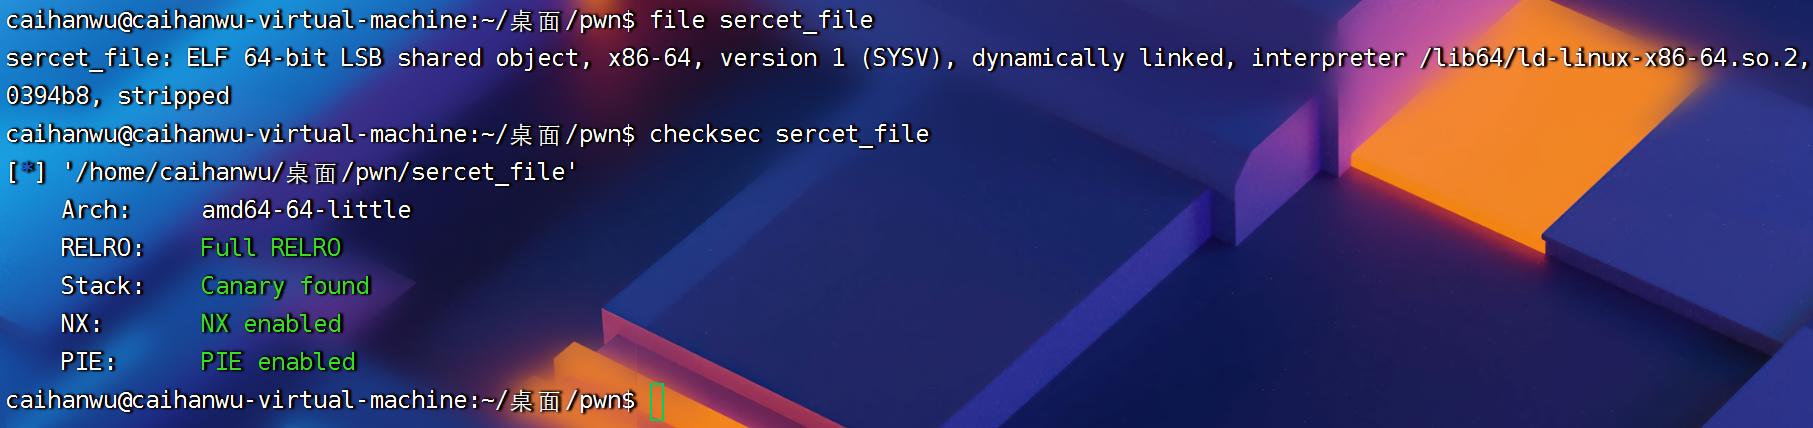 caihanwu@caihanwu-virtual-machine:~/桌面/pwn$ file sercet_file
sercet_file: ELF 64-bit LSB shared object, x86-64, version 1 (SYSV), dynamically linked, interpreter /lib64/ld-linux-x86-64.so.2,
0394b8, stripped
caihanwu@caihanwu-virtual-machine:~/桌面/pwn$ checksec sercet_file
[*] '/home/caihanwu/桌面/pwn/sercet_file'
    Arch:     amd64-64-little
    RELRO:    Full RELRO
    Stack:    Canary found
    NX:       NX enabled
    PIE:      PIE enabled
caihanwu@caihanwu-virtual-machine:~/桌面/pwn$